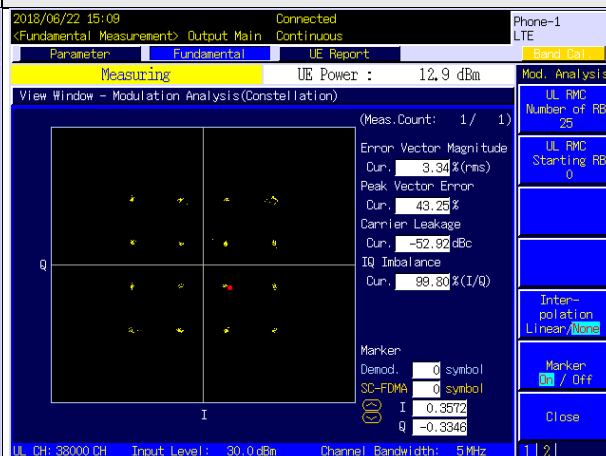 2018/06/22 15:09 Connected Phone-1
<Fundamental Measurement> Output Main Continuous LTE
Parameter Fundamental UE Report Band Cal
Measuring UE Power : 12.9 dBm Mod. Analysis
View Window - Modulation Analysis(Constellation)
(Meas.Count: 1/ 1)
Error Vector Magnitude
Cur. 3.34 %(rms)
Peak Vector Error
Cur. 43.25 %
Carrier Leakage
Cur. -52.92 dBc
IQ Imbalance
Cur. 99.80 %(I/Q)
Q
I
Marker
Demod. 0 symbol
SC-FDMA 0 symbol
I 0.3572
Q -0.3346
UL RMC
Number of RB
25
UL RMC
Starting RB
0
Inter-
polation
Linear/None
Marker
On / Off
Close
UL CH: 38000 CH Input Level: 30.0 dBm Channel Bandwidth: 5 MHz 1 2